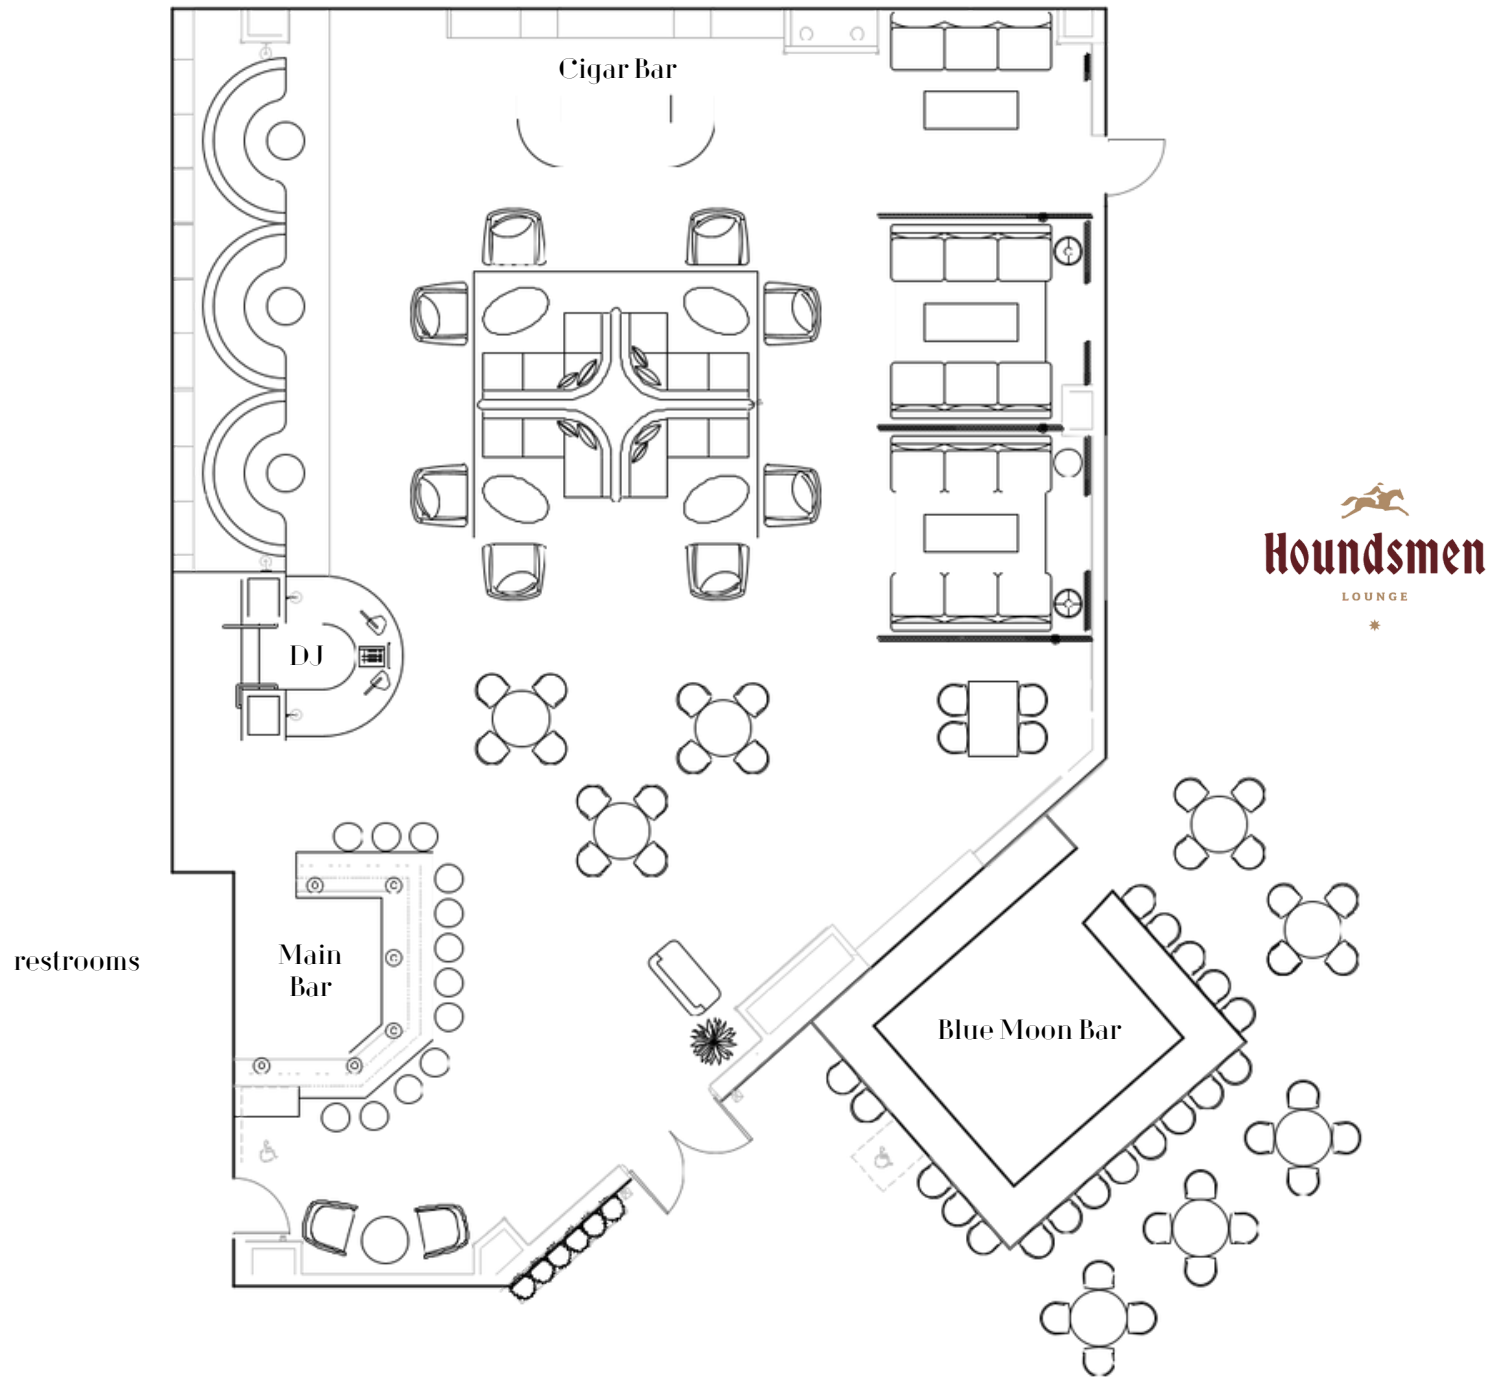 Cigar Bar
DJ
Houndsmen
LOUNGE
restrooms
Main
Bar
Blue Moon Bar